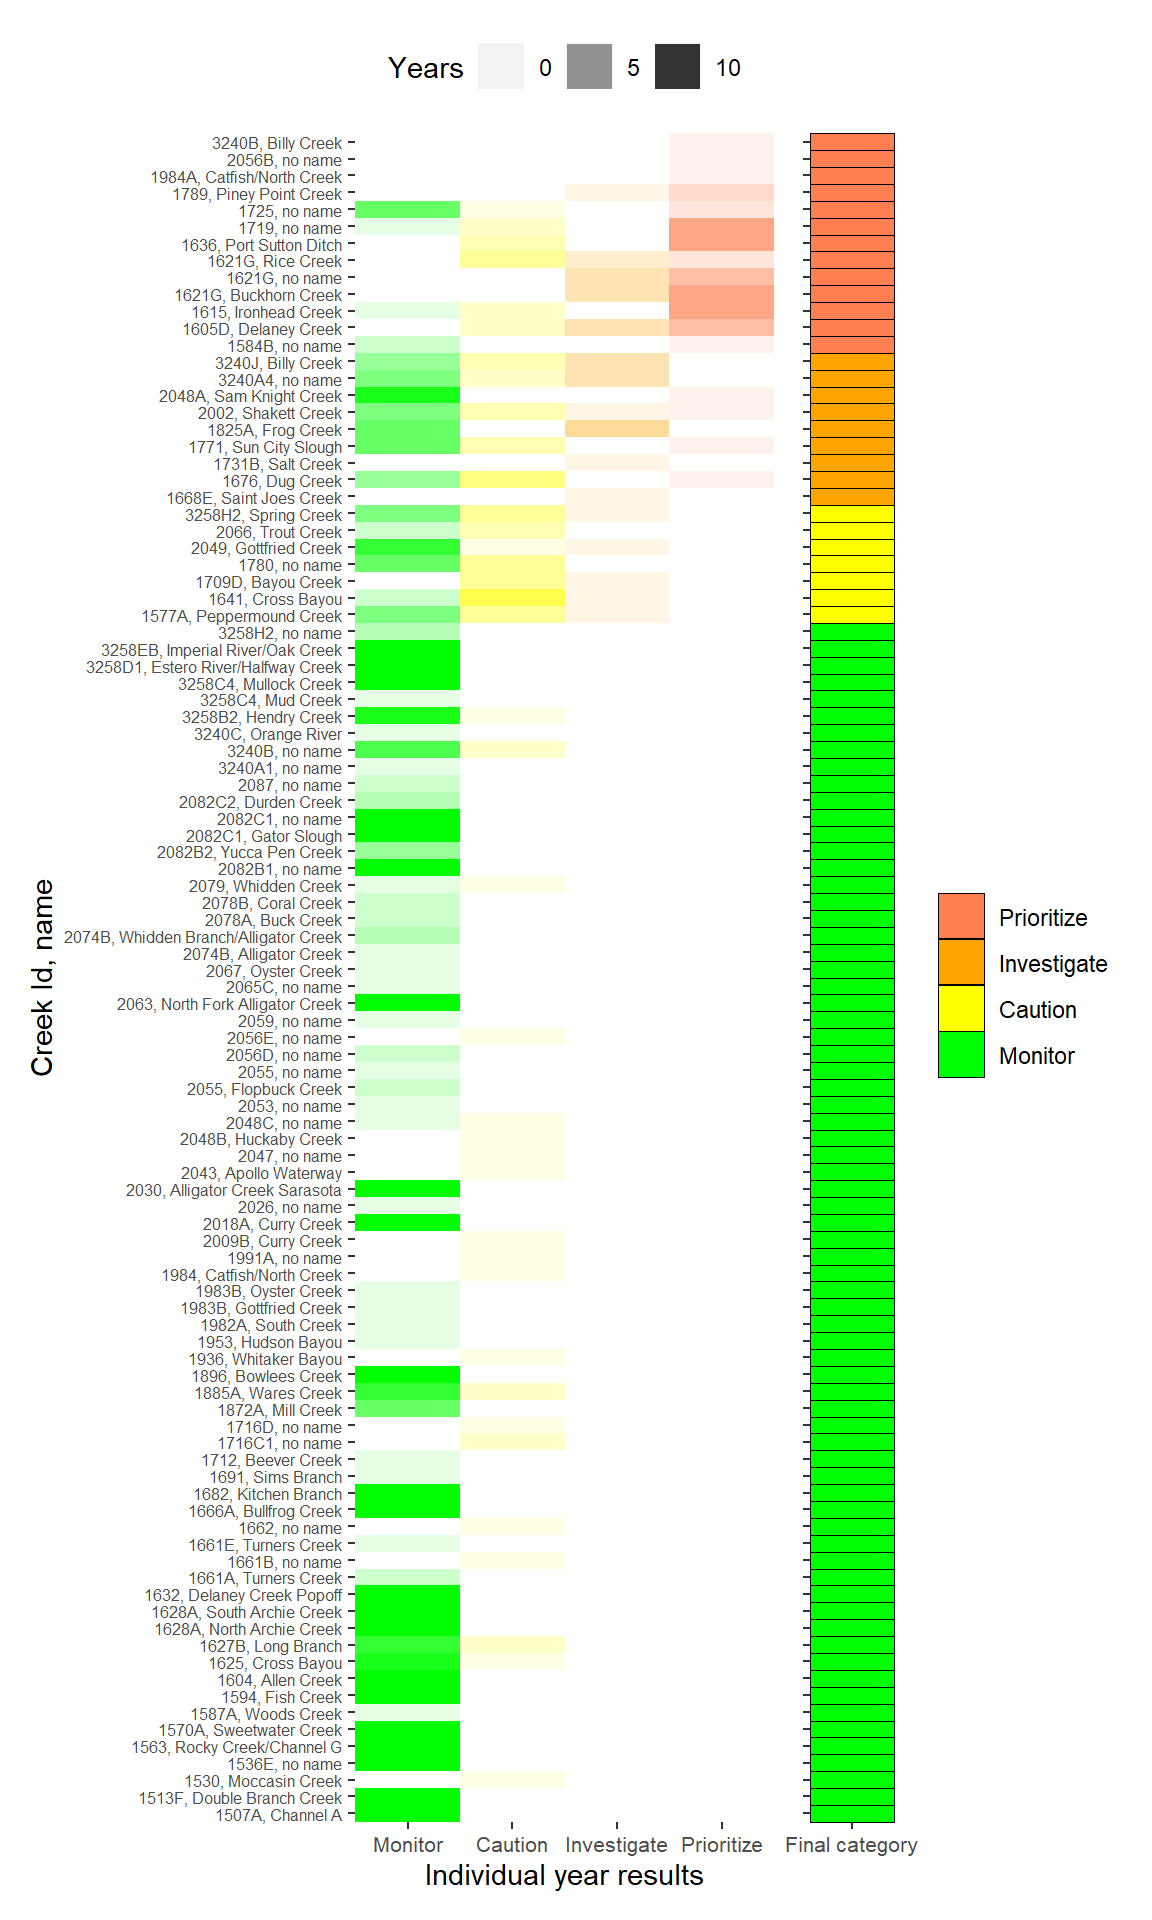 Years 0 5 10
3240B, Billy Creek
2056B, no name
1984A, Catfish/North Creek
1789, Piney Point Creek
1725, no name
1719, no name
1636, Port Sutton Ditch
1621G, Rice Creek
1621G, no name
1621G, Buckhorn Creek
1615, Ironhead Creek
1605D, Delaney Creek
1584B, no name
3240J, Billy Creek
3240A4, no name
2048A, Sam Knight Creek
2002, Shakett Creek
1825A, Frog Creek
1771, Sun City Slough
1731B, Salt Creek
1676, Dug Creek
1668E, Saint Joes Creek
3258H2, Spring Creek
2066, Trout Creek
2049, Gottfried Creek
1780, no name
1709D, Bayou Creek
1641, Cross Bayou
1577A, Peppermound Creek
3258H2, no name
3258EB, Imperial River/Oak Creek
3258D1, Estero River/Halfway Creek
3258C4, Mullock Creek
3258C4, Mud Creek
3258B2, Hendry Creek
3240C, Orange River
3240B, no name
3240A1, no name
2087, no name
2082C2, Durden Creek
2082C1, no name
2082C1, Gator Slough
2082B2, Yucca Pen Creek
2082B1, no name
2079, Whidden Creek
2078B, Coral Creek
2078A, Buck Creek
2074B, Whidden Branch/Alligator Creek
2074B, Alligator Creek
2067, Oyster Creek
2065C, no name
2063, North Fork Alligator Creek
2059, no name
2056E, no name
2056D, no name
2055, no name
2055, Flopbuck Creek
2053, no name
2048C, no name
2048B, Huckaby Creek
2047, no name
2043, Apollo Waterway
2030, Alligator Creek Sarasota
2026, no name
2018A, Curry Creek
2009B, Curry Creek
1991A, no name
1984, Catfish/North Creek
1983B, Oyster Creek
1983B, Gottfried Creek
1982A, South Creek
1953, Hudson Bayou
1936, Whitaker Bayou
1896, Bowlees Creek
1885A, Wares Creek
1872A, Mill Creek
1716D, no name
1716C1, no name
1712, Beever Creek
1691, Sims Branch
1682, Kitchen Branch
1666A, Bullfrog Creek
1662, no name
1661E, Turners Creek
1661B, no name
1661A, Turners Creek
1632, Delaney Creek Popoff
1628A, South Archie Creek
1628A, North Archie Creek
1627B, Long Branch
1625, Cross Bayou
1604, Allen Creek
1594, Fish Creek
1587A, Woods Creek
1570A, Sweetwater Creek
1563, Rocky Creek/Channel G
1536E, no name
1530, Moccasin Creek
1513F, Double Branch Creek
1507A, Channel A
Creek Id, name
Monitor Caution Investigate Prioritize Final category
Individual year results
Prioritize
Investigate
Caution
Monitor